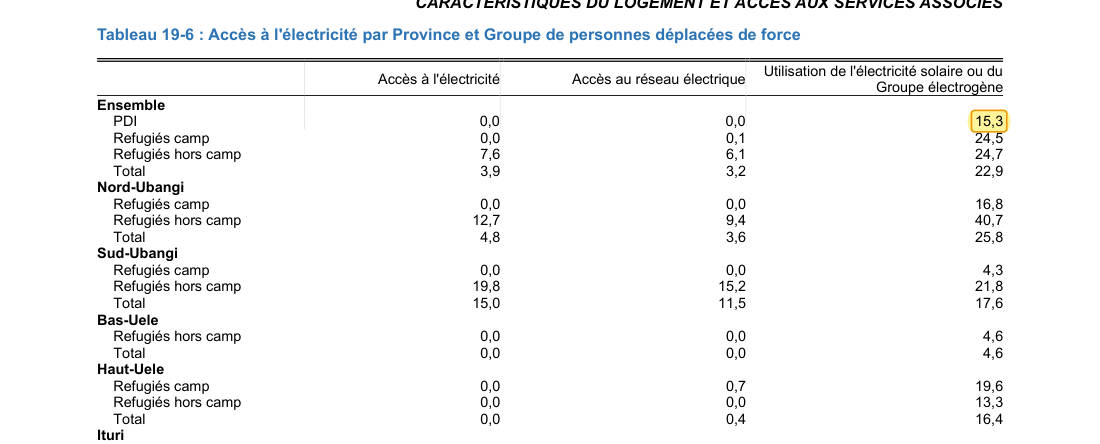 CARACTÉRISTIQUES DU LOGEMENT ET ACCÈS AUX SERVICES ASSOCIÉS
Tableau 19-6 : Accès à l'électricité par Province et Groupe de personnes déplacées de force
Accès à l'électricité Accès au réseau électrique Utilisation de l'électricité solaire ou du
Groupe électrogène
Ensemble
PDI 0,0 0,0 15,3
Refugiés camp 0,0 0,1 24,5
Refugiés hors camp 7,6 6,1 24,7
Total 3,9 3,2 22,9
Nord-Ubangi
Refugiés camp 0,0 0,0 16,8
Refugiés hors camp 12,7 9,4 40,7
Total 4,8 3,6 25,8
Sud-Ubangi
Refugiés camp 0,0 0,0 4,3
Refugiés hors camp 19,8 15,2 21,8
Total 15,0 11,5 17,6
Bas-Uele
Refugiés hors camp 0,0 0,0 4,6
Total 0,0 0,0 4,6
Haut-Uele
Refugiés camp 0,0 0,7 19,6
Refugiés hors camp 0,0 0,0 13,3
Total 0,0 0,4 16,4
Ituri